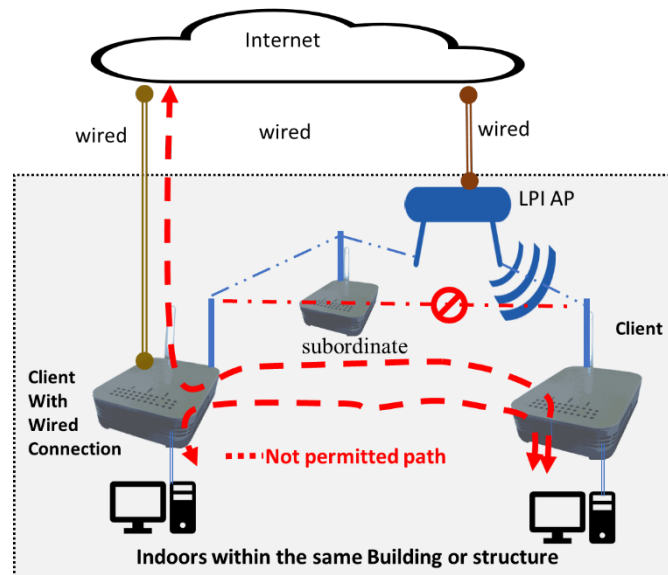 Internet
wired
wired
wired
LPI AP
subordinate
Client
Client
With
Wired
Connection
Not permitted path
Indoors within the same Building or structure